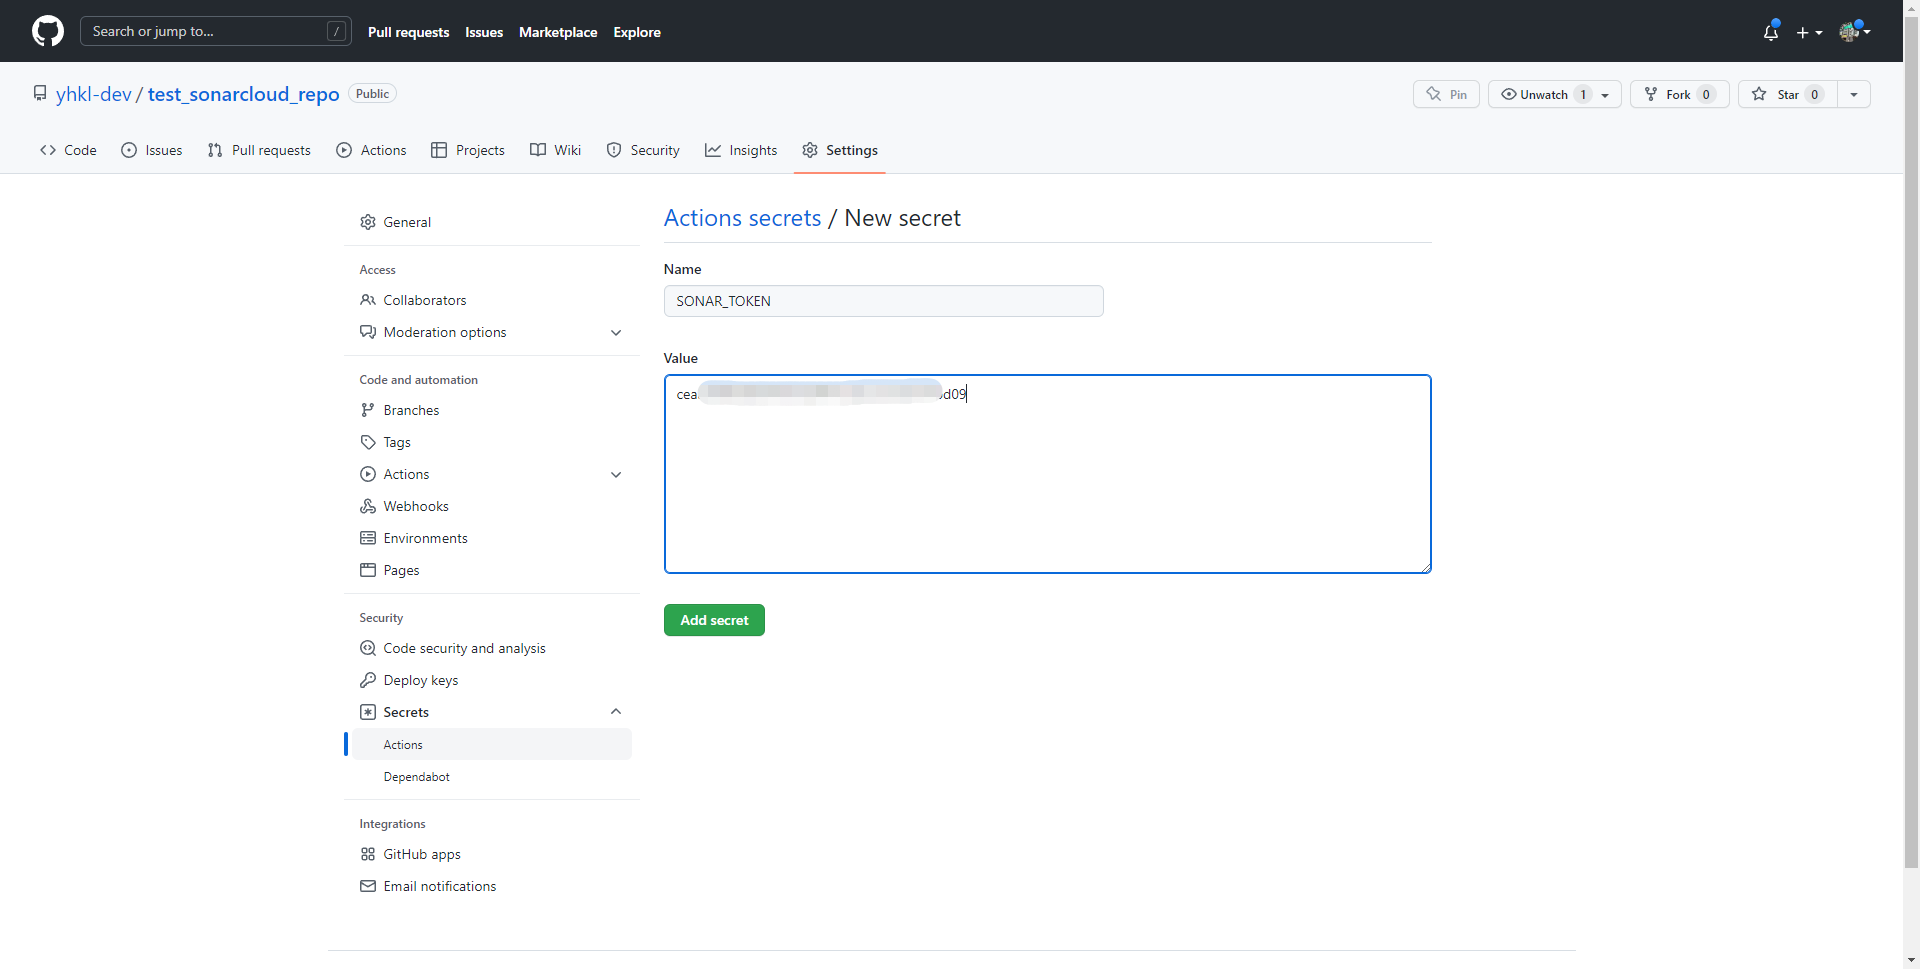 Search or jump to... /
Pull requests Issues Marketplace Explore
yhkl-dev / test_sonarcloud_repo Public
Pin Unwatch 1 Fork 0 Star 0
Code Issues Pull requests Actions Projects Wiki Security Insights Settings
General
Access
Collaborators
Moderation options
Code and automation
Branches
Tags
Actions
Webhooks
Environments
Pages
Security
Code security and analysis
Deploy keys
Secrets
Actions
Dependabot
Integrations
GitHub apps
Email notifications
Actions secrets / New secret
Name
SONAR_TOKEN
Value
cea d09
Add secret